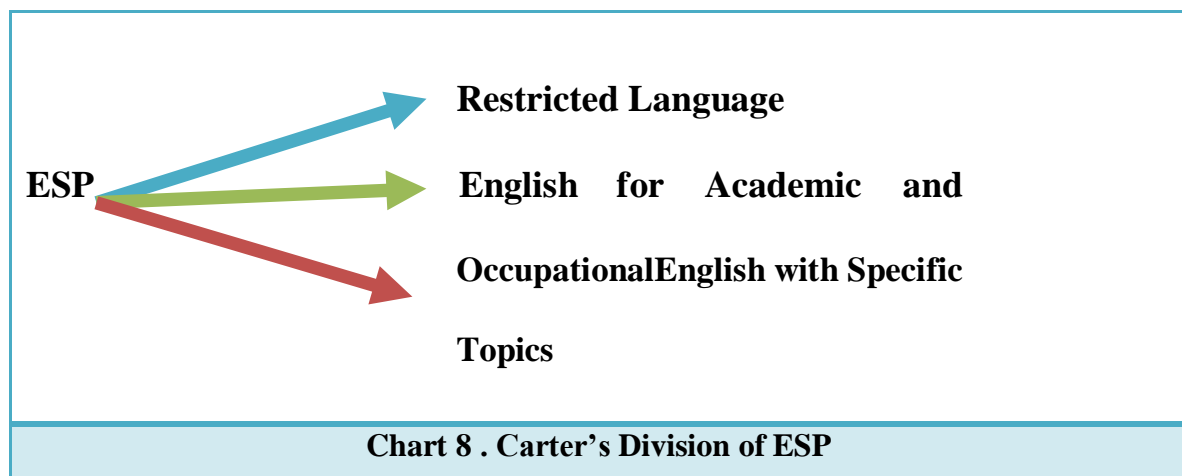 Restricted Language
ESP English for Academic and
OccupationalEnglish with Specific
Topics
Chart 8 . Carter’s Division of ESP